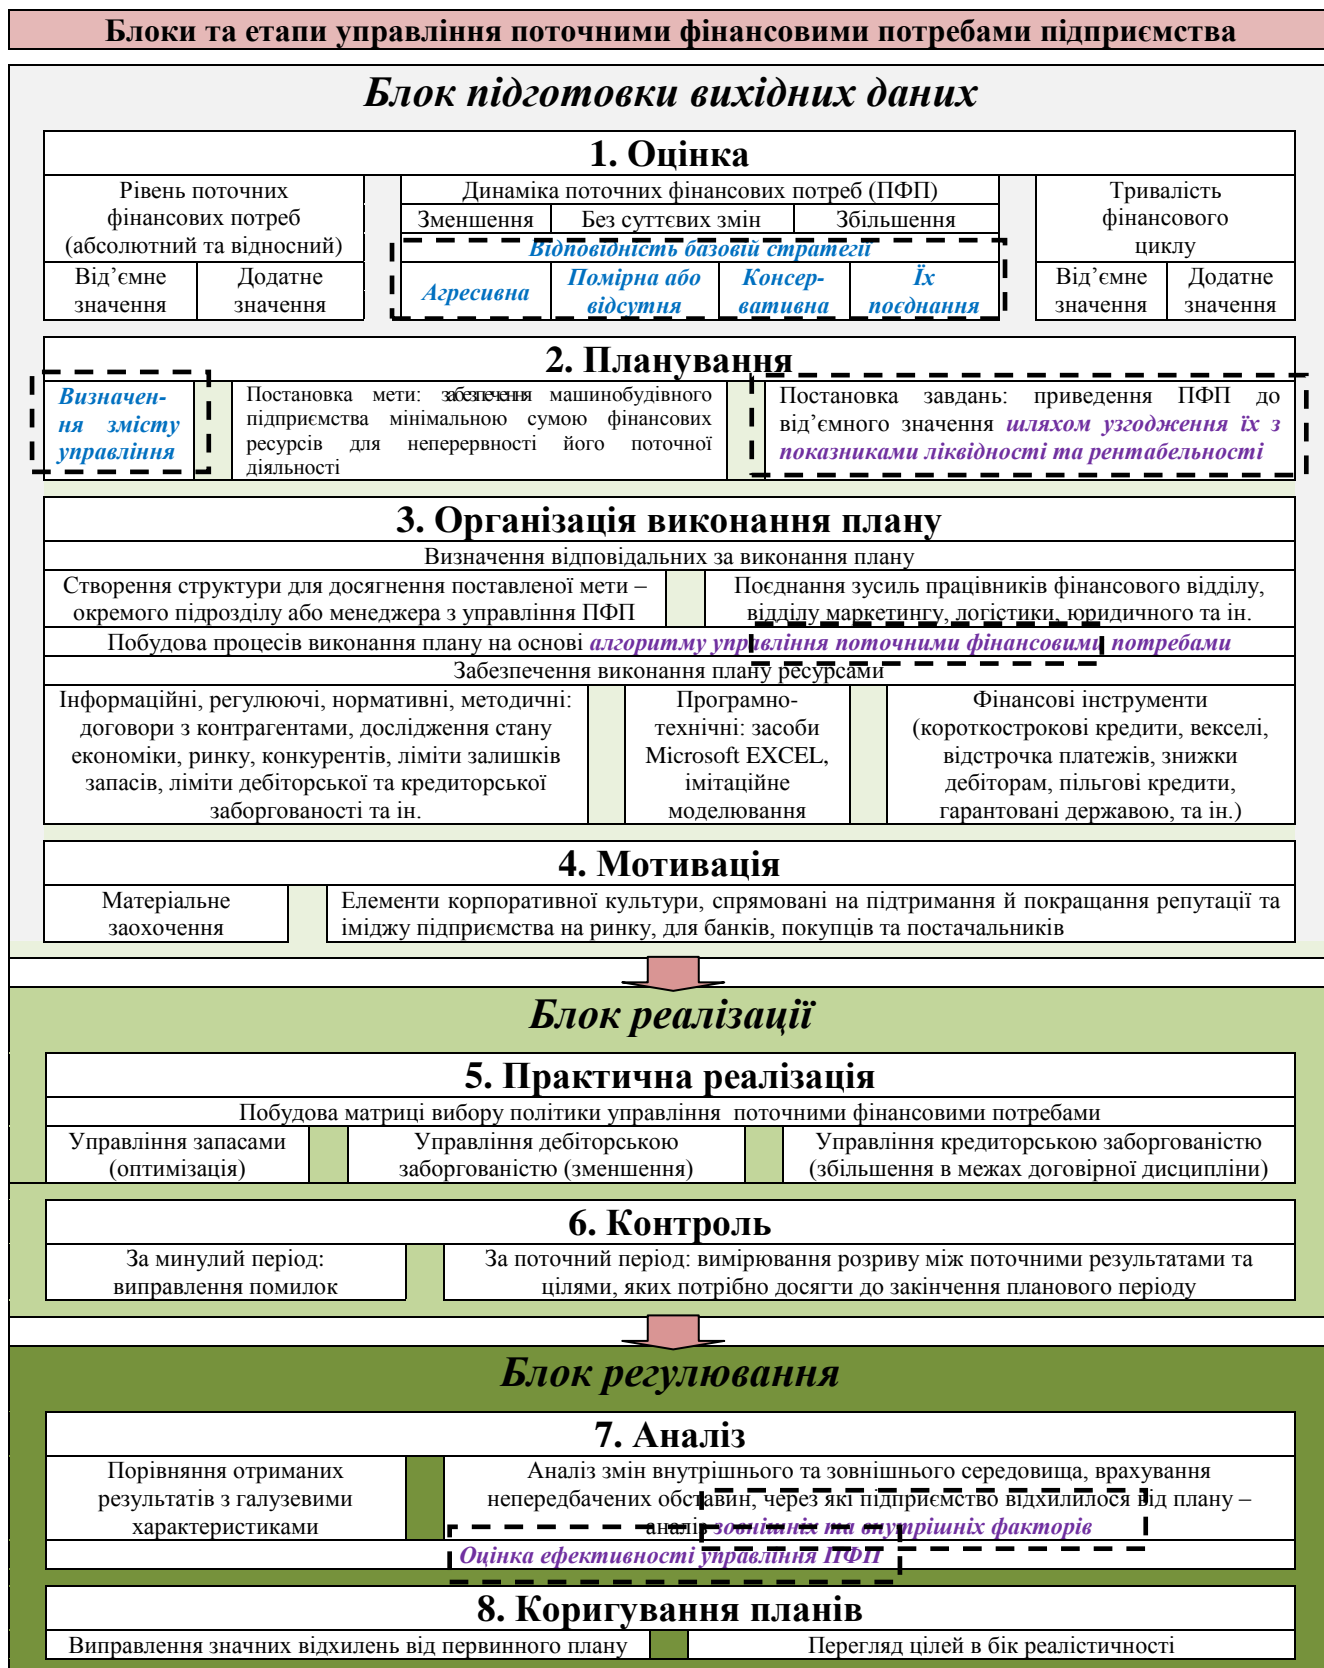 Блоки та етапи управління поточними фінансовими потребами підприємства
Блок підготовки вихідних даних
1. Оцінка
Рівень поточних
фінансових потреб
(абсолютний та відносний)
Від’ємне
значення
Додатне
значення
Динаміка поточних фінансових потреб (ПФП)
Зменшення
Без суттєвих змін
Збільшення
Відповідність базовій стратегії
Агресивна
Помірна або
відсутня
Консер-
вативна
Їх
поєднання
Тривалість
фінансового
циклу
Від’ємне
значення
Додатне
значення
2. Планування
Визначен-
ня змісту
управління
Постановка мети: забезпечення машинобудівного
підприємства мінімальною сумою фінансових
ресурсів для неперервності його поточної
діяльності
Постановка завдань: приведення ПФП до
від’ємного значення шляхом узгодження їх з
показниками ліквідності та рентабельності
3. Організація виконання плану
Визначення відповідальних за виконання плану
Створення структури для досягнення поставленої мети –
окремого підрозділу або менеджера з управління ПФП
Поєднання зусиль працівників фінансового відділу,
відділу маркетингу, логістики, юридичного та ін.
Побудова процесів виконання плану на основі алгоритму управління поточними фінансовими потребами
Забезпечення виконання плану ресурсами
Інформаційні, регулюючі, нормативні, методичні:
договори з контрагентами, дослідження стану
економіки, ринку, конкурентів, ліміти залишків
запасів, ліміти дебіторської та кредиторської
заборгованості та ін.
Програмно-
технічні: засоби
Microsoft EXCEL,
імітаційне
моделювання
Фінансові інструменти
(короткострокові кредити, векселі,
відстрочка платежів, знижки
дебіторам, пільгові кредити,
гарантовані державою, та ін.)
4. Мотивація
Матеріальне
заохочення
Елементи корпоративної культури, спрямовані на підтримання й покращання репутації та
іміджу підприємства на ринку, для банків, покупців та постачальників
Блок реалізації
5. Практична реалізація
Побудова матриці вибору політики управління поточними фінансовими потребами
Управління запасами
(оптимізація)
Управління дебіторською
заборгованістю (зменшення)
Управління кредиторською заборгованістю
(збільшення в межах договірної дисципліни)
6. Контроль
За минулий період:
виправлення помилок
За поточний період: вимірювання розриву між поточними результатами та
цілями, яких потрібно досягти до закінчення планового періоду
Блок регулювання
7. Аналіз
Порівняння отриманих
результатів з галузевими
характеристиками
Аналіз змін внутрішнього та зовнішнього середовища, врахування
непередбачених обставин, через які підприємство відхилилося від плану –
аналіз зовнішніх та внутрішніх факторів
Оцінка ефективності управління ПФП
8. Коригування планів
Виправлення значних відхилень від первинного плану
Перегляд цілей в бік реалістичності